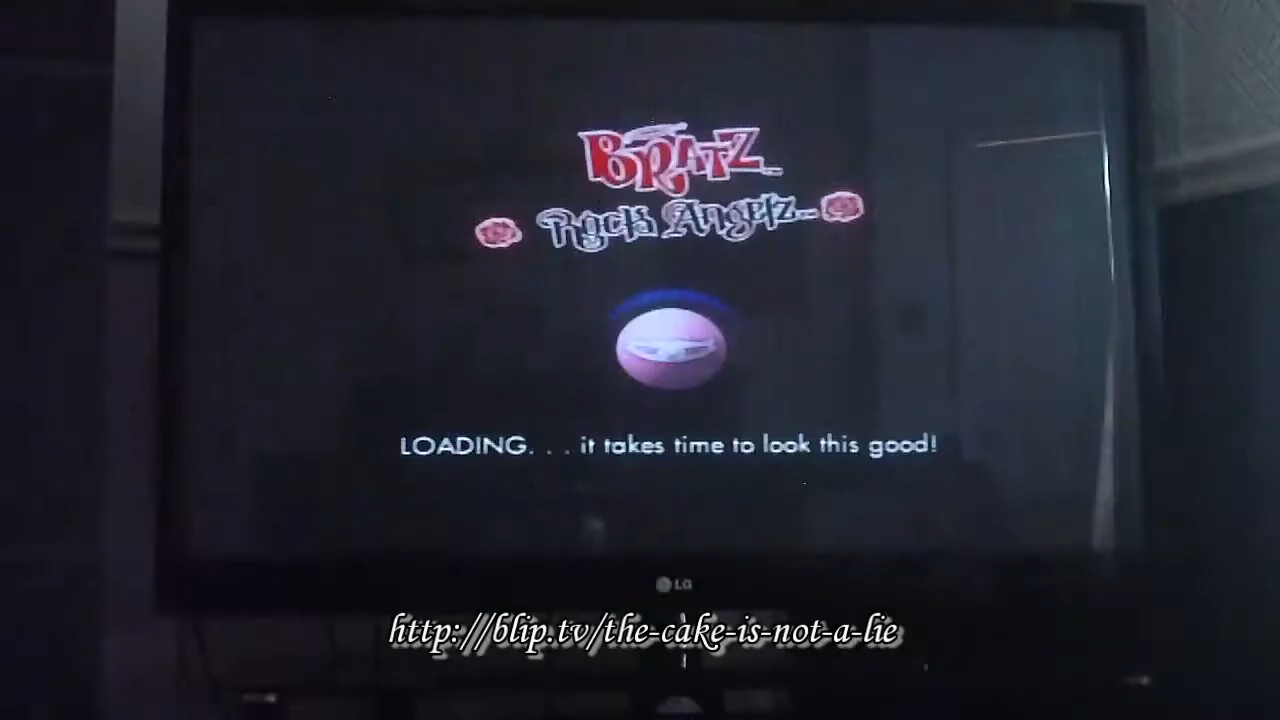 BRATZ
Rock Angelz
LOADING. . . it takes time to look this good!
LG
http://blip.tv/the-cake-is-not-a-lie